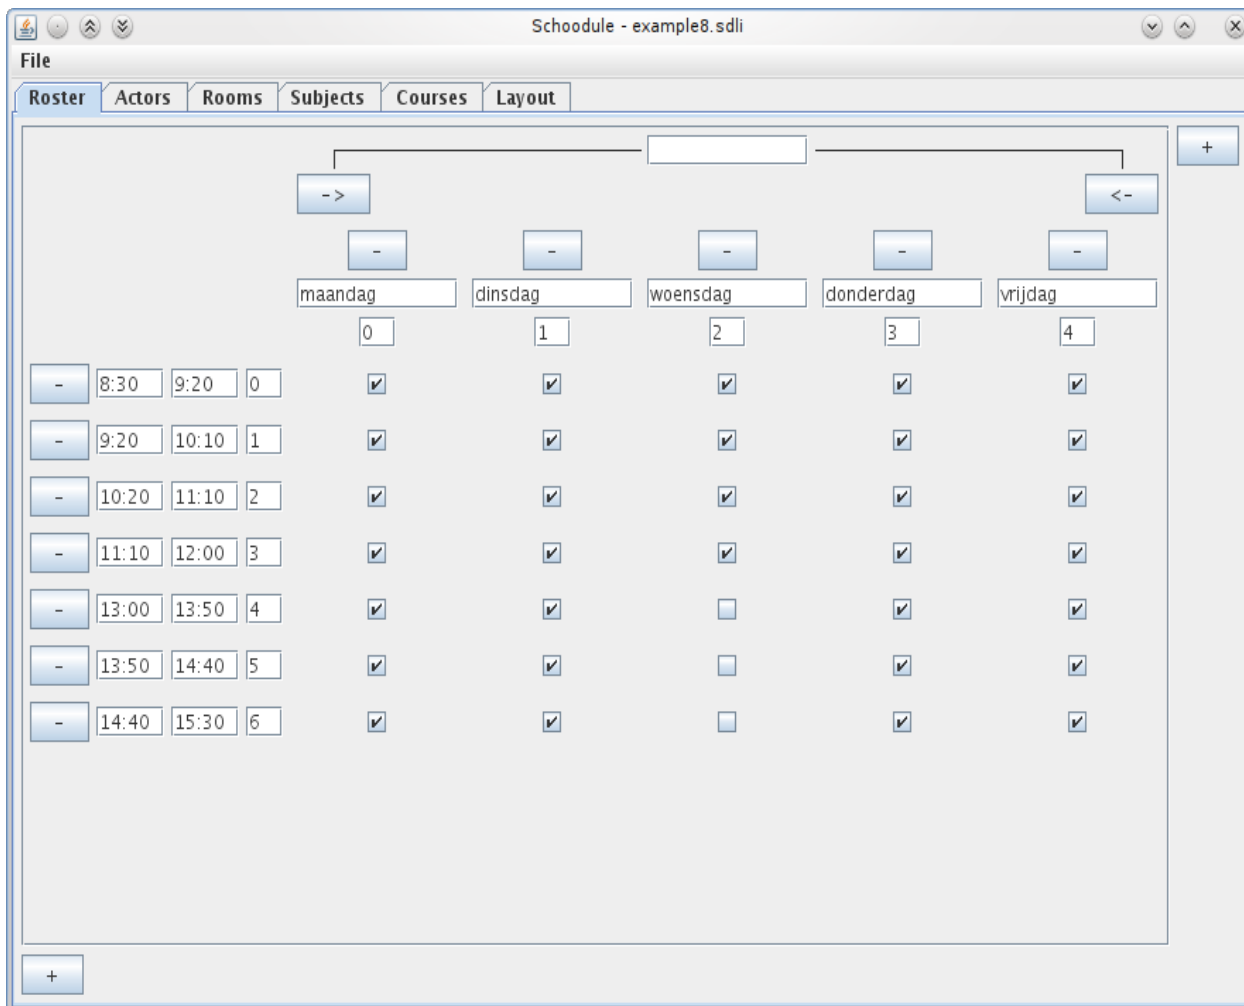 Schoodule - example8.sdli
File
Roster Actors Rooms Subjects Courses Layout
+
-> <-
- - - - -
maandag dinsdag woensdag donderdag vrijdag
0 1 2 3 4
- 8:30 9:20 0
- 9:20 10:10 1
- 10:20 11:10 2
- 11:10 12:00 3
- 13:00 13:50 4
- 13:50 14:40 5
- 14:40 15:30 6
+